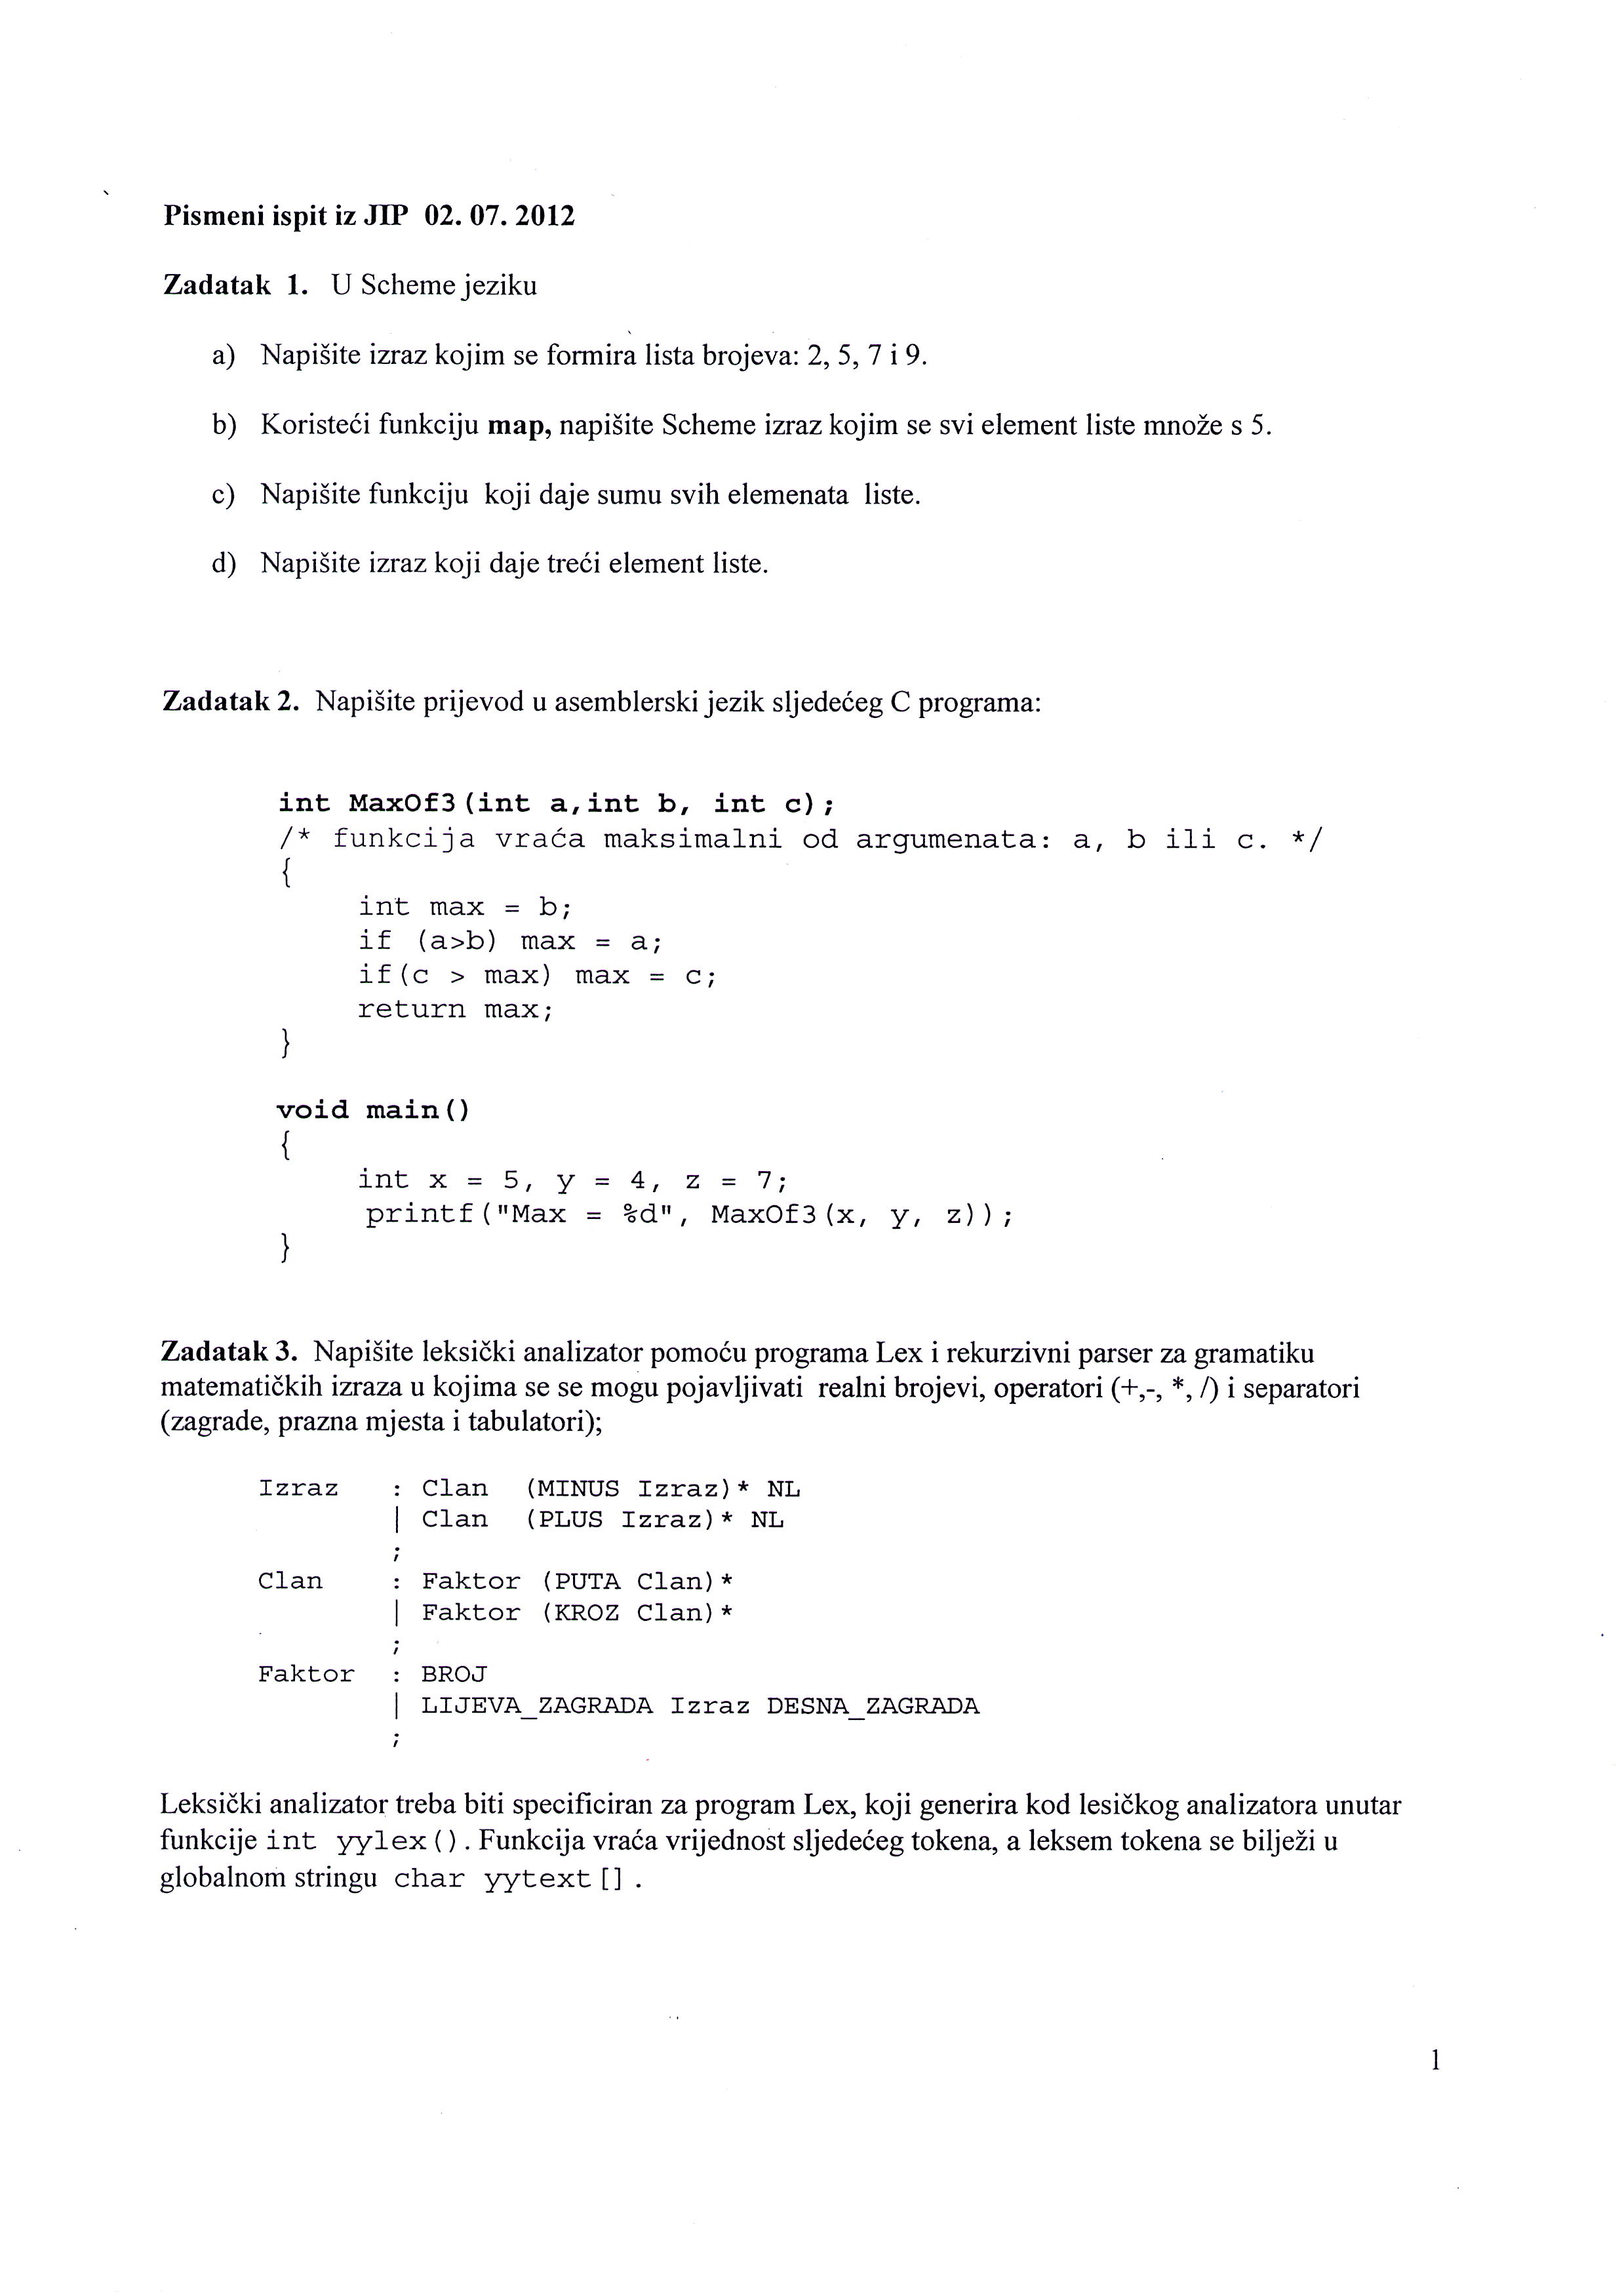 Pismeni ispit iz JIP 02. 07. 2012
Zadatak 1. U Scheme jeziku
a) Napišite izraz kojim se formira lista brojeva: 2, 5, 7 i 9.
b) Koristeći funkciju map, napišite Scheme izraz kojim se svi element liste množe s 5.
c) Napišite funkciju koji daje sumu svih elemenata liste.
d) Napišite izraz koji daje treći element liste.
Zadatak 2. Napišite prijevod u asemblerski jezik sljedećeg C programa:
int MaxOf3(int a,int b, int c);
/* funkcija vraća maksimalni od argumenata: a, b ili c. */
{
int max = b;
if (a>b) max = a;
if(c > max) max = c;
return max;
}
void main()
{
int x = 5, y = 4, z = 7;
printf("Max = %d", MaxOf3(x, y, z));
}
Zadatak 3. Napišite leksički analizator pomoću programa Lex i rekurzivni parser za gramatiku
matematičkih izraza u kojima se se mogu pojavljivati realni brojevi, operatori (+,-, *, /) i separatori
(zagrade, prazna mjesta i tabulatori);
Izraz : Clan (MINUS Izraz)* NL
| Clan (PLUS Izraz)* NL
;
Clan : Faktor (PUTA Clan)*
| Faktor (KROZ Clan)*
;
Faktor : BROJ
| LIJEVA_ZAGRADA Izraz DESNA_ZAGRADA
;
Leksički analizator treba biti specificiran za program Lex, koji generira kod lesičkog analizatora unutar
funkcije int yylex(). Funkcija vraća vrijednost sljedećeg tokena, a leksem tokena se bilježi u
globalnom stringu char yytext[] .
1